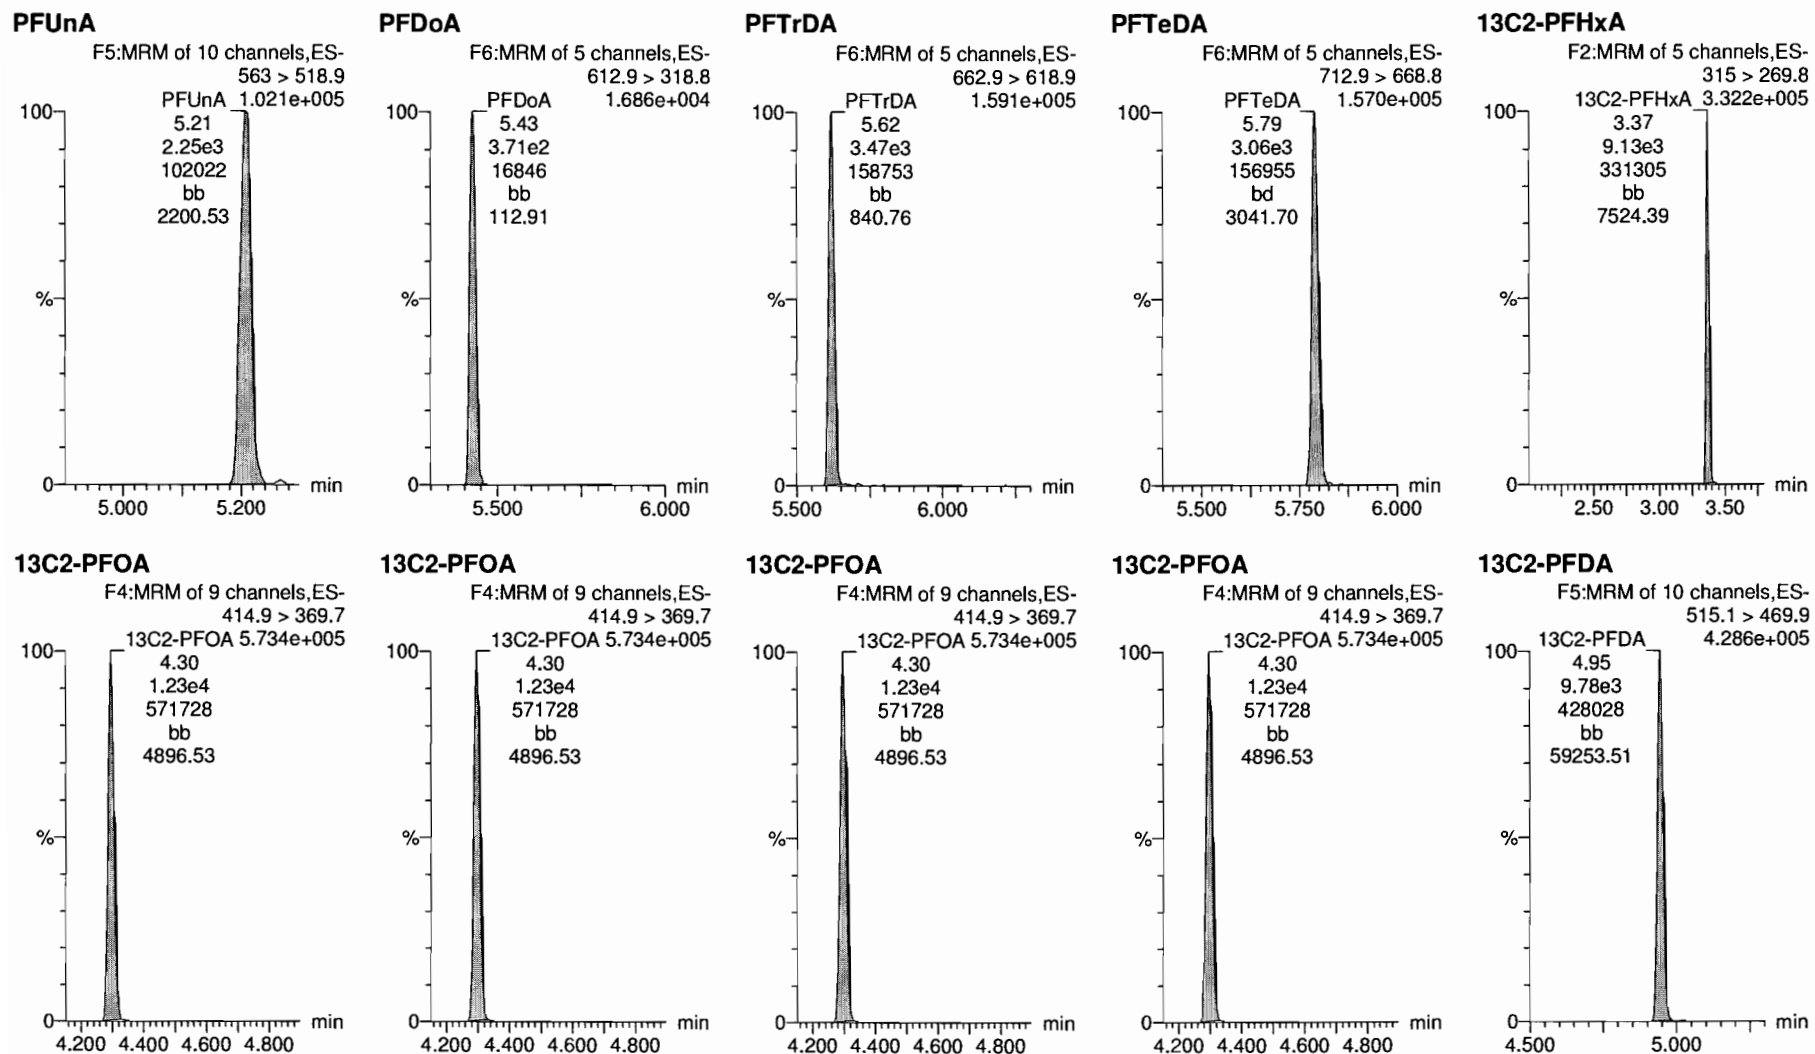 PFUnA
F5:MRM of 10 channels,ES-
563 > 518.9
PFUnA 1.021e+005
100
5.21
2.25e3
102022
bb
2200.53
%
0
min
5.000 5.200
PFDoA
F6:MRM of 5 channels,ES-
612.9 > 318.8
PFDoA 1.686e+004
100
5.43
3.71e2
16846
bb
112.91
%
0
min
5.500 6.000
PFTrDA
F6:MRM of 5 channels,ES-
662.9 > 618.9
PFTrDA 1.591e+005
100
5.62
3.47e3
158753
bb
840.76
%
0
min
5.500 6.000
PFTeDA
F6:MRM of 5 channels,ES-
712.9 > 668.8
PFTeDA 1.570e+005
100
5.79
3.06e3
156955
bd
3041.70
%
0
min
5.500 5.750 6.000
13C2-PFHxA
F2:MRM of 5 channels,ES-
315 > 269.8
13C2-PFHxA 3.322e+005
100
3.37
9.13e3
331305
bb
7524.39
%
0
min
2.50 3.00 3.50
13C2-PFOA
F4:MRM of 9 channels,ES-
414.9 > 369.7
13C2-PFOA 5.734e+005
100
4.30
1.23e4
571728
bb
4896.53
%
0
min
4.200 4.400 4.600 4.800
13C2-PFOA
F4:MRM of 9 channels,ES-
414.9 > 369.7
13C2-PFOA 5.734e+005
100
4.30
1.23e4
571728
bb
4896.53
%
0
min
4.200 4.400 4.600 4.800
13C2-PFOA
F4:MRM of 9 channels,ES-
414.9 > 369.7
13C2-PFOA 5.734e+005
100
4.30
1.23e4
571728
bb
4896.53
%
0
min
4.200 4.400 4.600 4.800
13C2-PFOA
F4:MRM of 9 channels,ES-
414.9 > 369.7
13C2-PFOA 5.734e+005
100
4.30
1.23e4
571728
bb
4896.53
%
0
min
4.200 4.400 4.600 4.800
13C2-PFDA
F5:MRM of 10 channels,ES-
515.1 > 469.9
13C2-PFDA 4.286e+005
100
4.95
9.78e3
428028
bb
59253.51
%
0
min
4.500 5.000